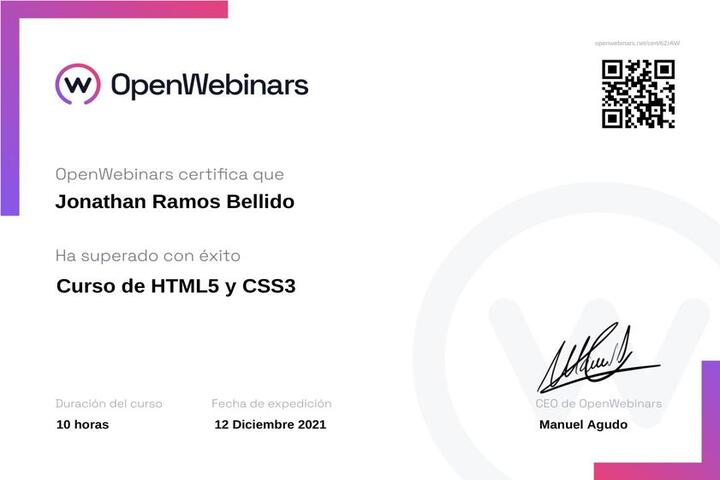 openwebinars.net/cert/6ZiAW
OpenWebinars
OpenWebinars certifica que
Jonathan Ramos Bellido
Ha superado con éxito
Curso de HTML5 y CSS3
Duración del curso
Fecha de expedición
CEO de OpenWebinars
10 horas
12 Diciembre 2021
Manuel Agudo